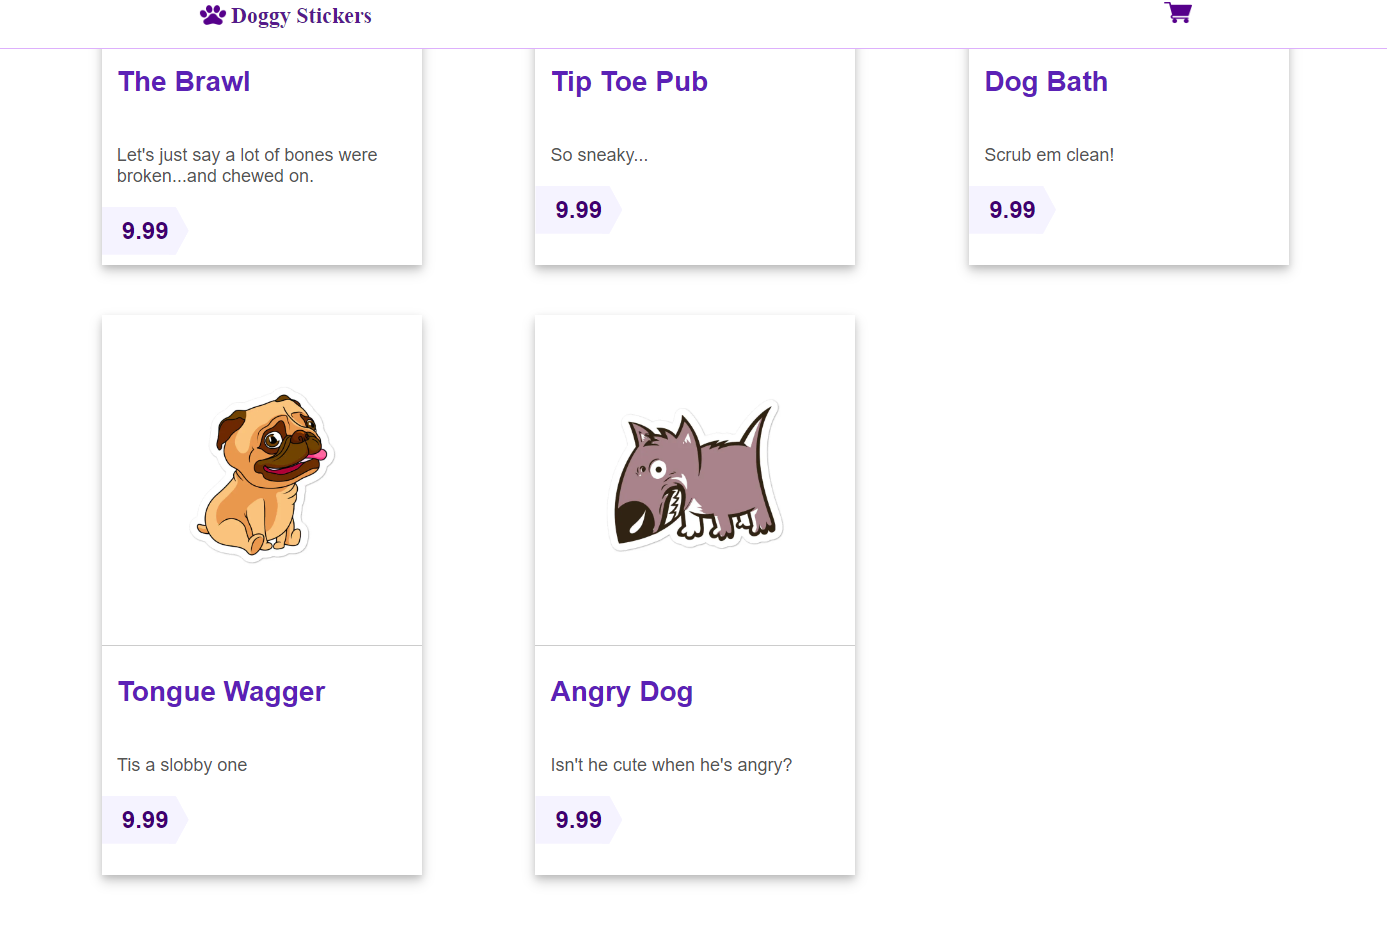 Doggy Stickers
The Brawl
Let's just say a lot of bones were
broken...and chewed on.
9.99
Tip Toe Pub
So sneaky...
9.99
Dog Bath
Scrub em clean!
9.99
Tongue Wagger
Tis a slobby one
9.99
Angry Dog
Isn't he cute when he's angry?
9.99